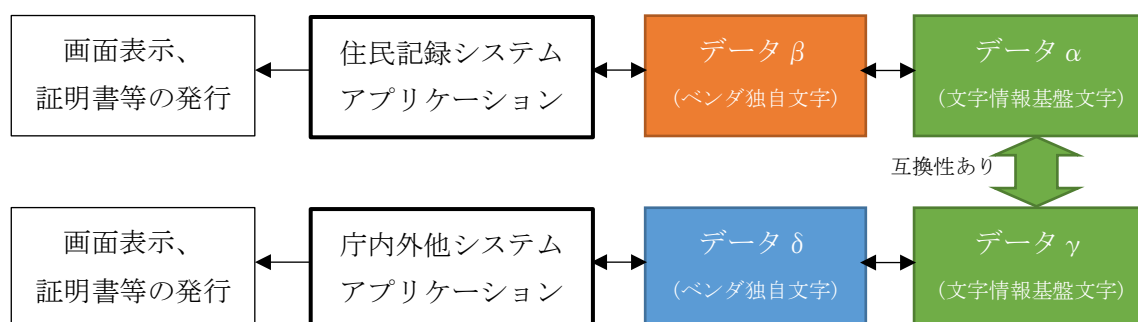 画面表示、
証明書等の発行
住民記録システム
アプリケーション
データ β
（ベンダ独自文字）
データ α
（文字情報基盤文字）
互換性あり
画面表示、
証明書等の発行
庁内外他システム
アプリケーション
データ δ
（ベンダ独自文字）
データ γ
（文字情報基盤文字）